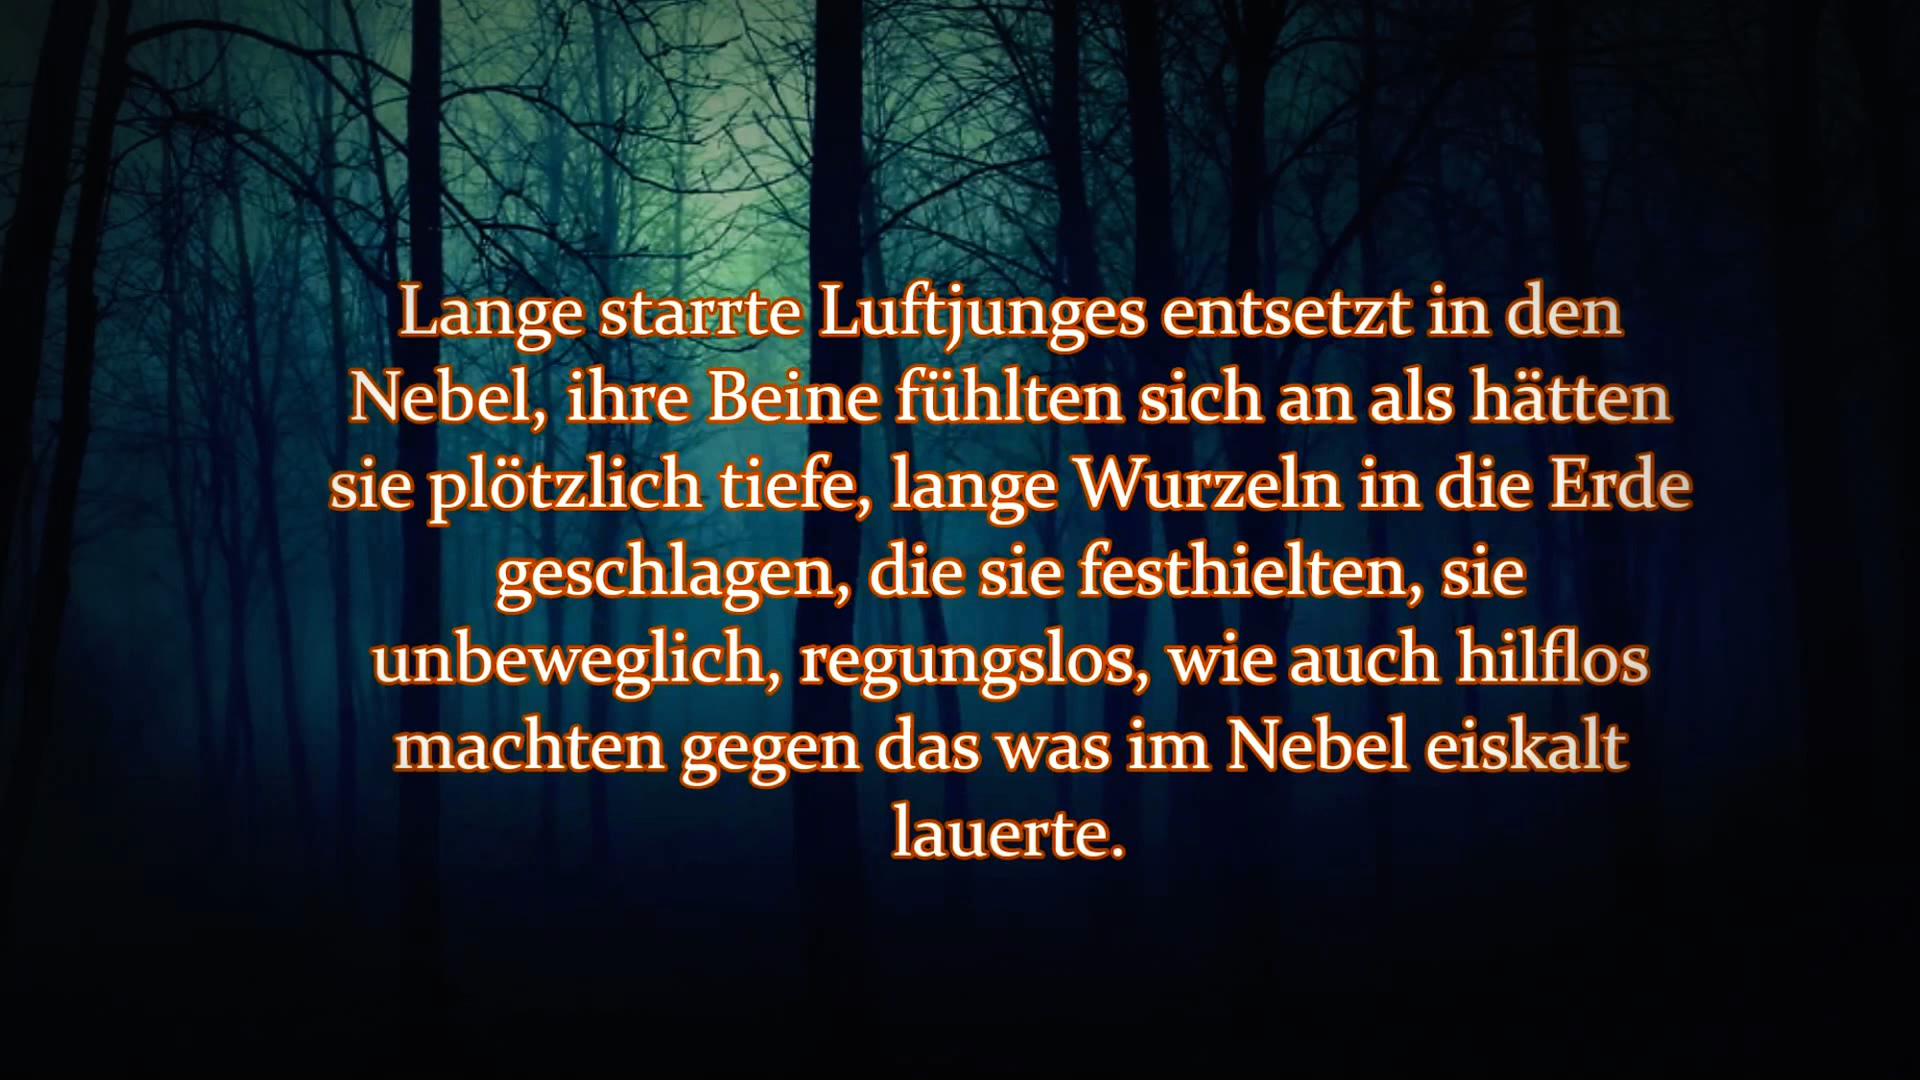 Lange starrte Luftjunges entsetzt in den
Nebel, ihre Beine fühlten sich an als hätten
sie plötzlich tiefe, lange Wurzeln in die Erde
geschlagen, die sie festhielten, sie
unbeweglich, regungslos, wie auch hilflos
machten gegen das was im Nebel eiskalt
lauerte.